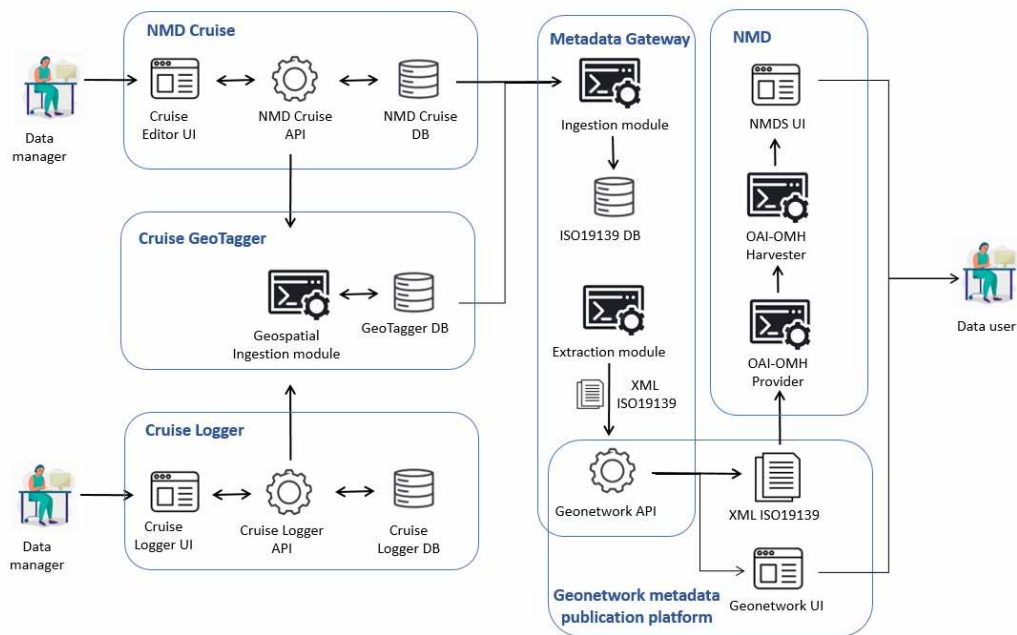 NMD Cruise
Data
manager
Cruise
Editor UI
NMD Cruise
API
NMD Cruise
DB
Cruise GeoTagger
Geospatial
Ingestion module
GeoTagger DB
Cruise Logger
Data
manager
Cruise
Logger UI
Cruise Logger
API
Cruise
Logger DB
Metadata Gateway
Ingestion module
ISO19139 DB
Extraction module
XML
ISO19139
Geonetwork API
XML ISO19139
Geonetwork UI
Geonetwork metadata
publication platform
NMD
NMDS UI
OAI-OMH
Harvester
OAI-OMH
Provider
Data user